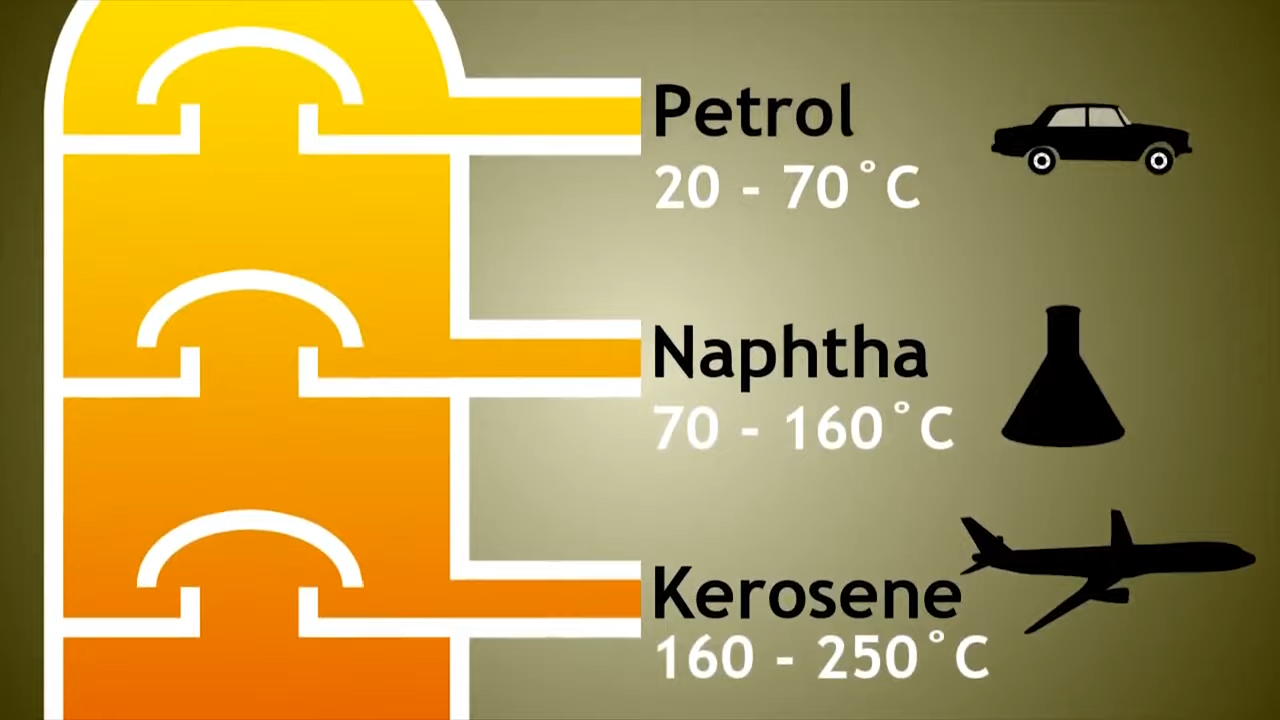 Petrol
20 - 70˚C
Naphtha
70 - 160˚C
Kerosene
160 - 250˚C